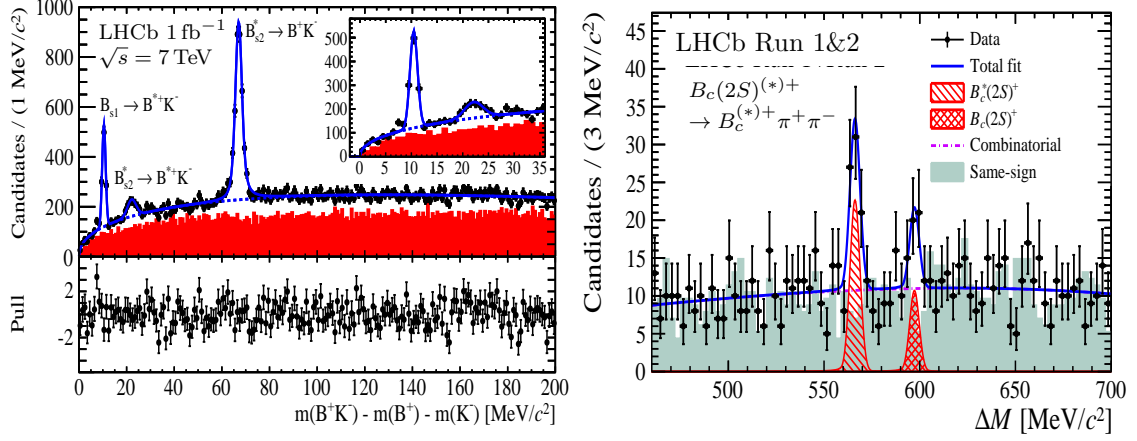 LHCb 1 fb⁻¹
√s = 7 TeV
B*s2 → B⁺K⁻
Bs1 → B*⁺K⁻
B*s2 → B*⁺K⁻
Candidates / (1 MeV/c²)
1000
800
600
400
200
0
500
400
300
200
100
0
0 5 10 15 20 25 30 35
Pull
2
-2
0 20 40 60 80 100 120 140 160 180 200
m(B⁺K⁻) - m(B⁺) - m(K⁻) [MeV/c²]
LHCb Run 1&2
Bc(2S)⁽*⁾⁺
→ Bc⁽*⁾⁺ π⁺π⁻
Data
Total fit
B*c(2S)⁺
Bc(2S)⁺
Combinatorial
Same-sign
Candidates / (3 MeV/c²)
45
40
35
30
25
20
15
10
5
0
500 550 600 650 700
ΔM [MeV/c²]